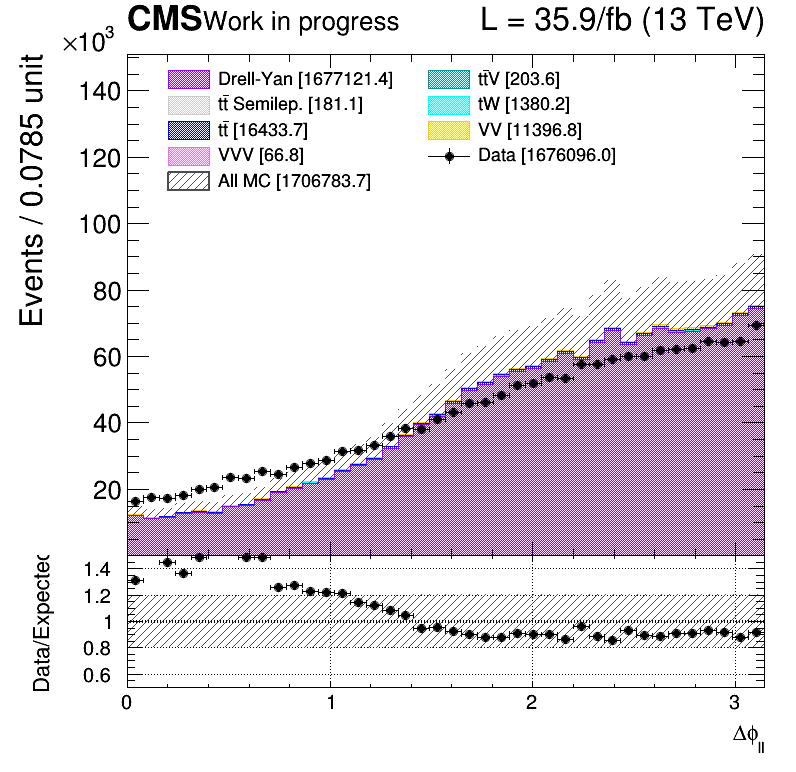 CMS Work in progress L = 35.9/fb (13 TeV)
×10³
Events / 0.0785 unit
140
120
100
80
60
40
20
Drell-Yan [1677121.4]
tt̄ Semilep. [181.1]
tt̄ [16433.7]
VVV [66.8]
All MC [1706783.7]
tt̄V [203.6]
tW [1380.2]
VV [11396.8]
Data [1676096.0]
Data/Expected
1.4
1.2
1
0.8
0.6
0 1 2 3
Δϕ_ll